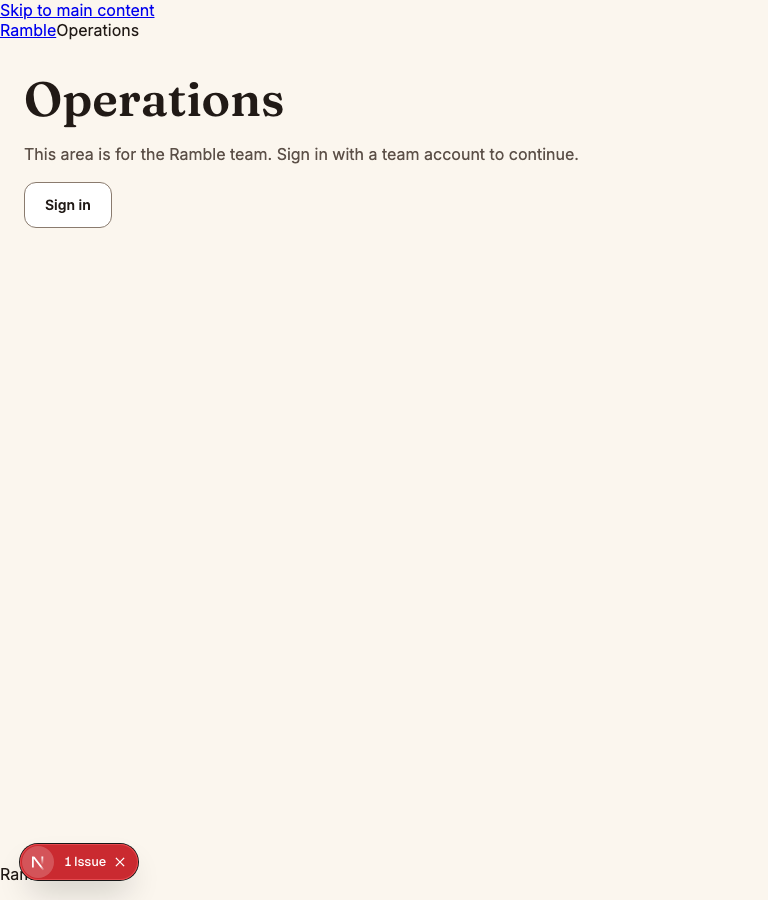 Skip to main content
RambleOperations
Operations
This area is for the Ramble team. Sign in with a team account to continue.
Sign in
1 Issue